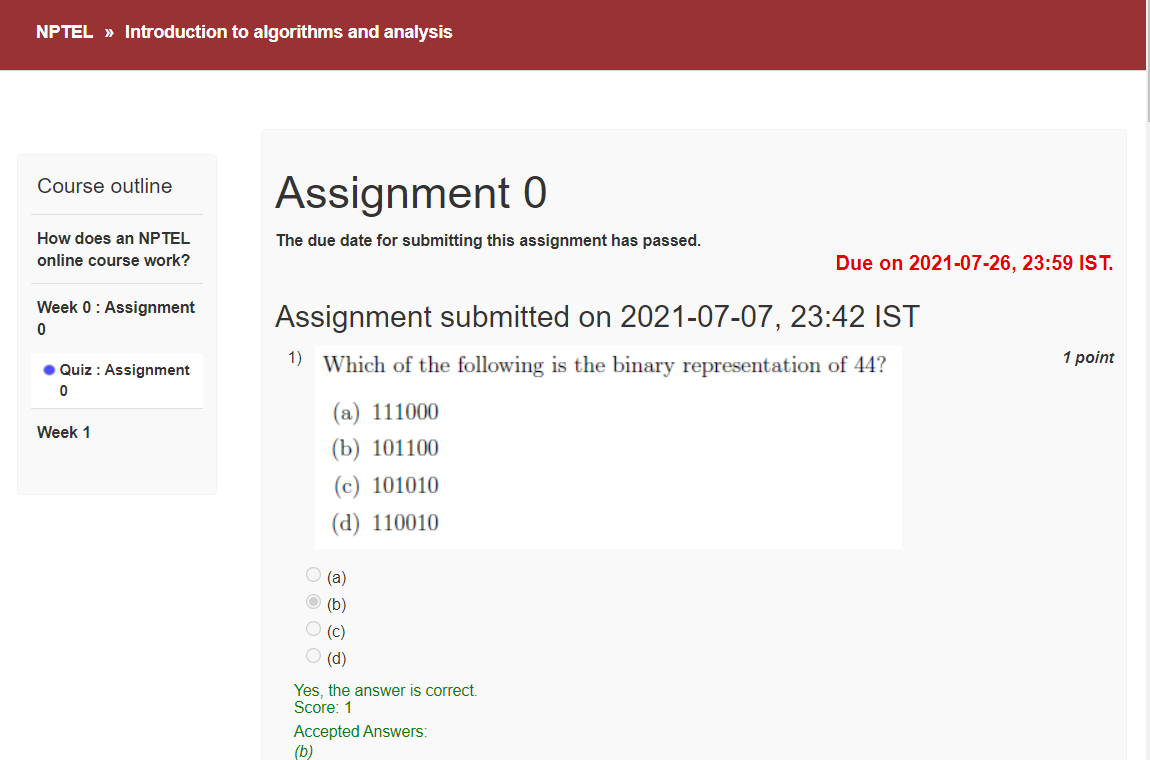 NPTEL » Introduction to algorithms and analysis
Course outline
How does an NPTEL
online course work?
Week 0 : Assignment
0
Quiz : Assignment
0
Week 1
Assignment 0
The due date for submitting this assignment has passed.
Due on 2021-07-26, 23:59 IST.
Assignment submitted on 2021-07-07, 23:42 IST
1) Which of the following is the binary representation of 44? 1 point
(a) 111000
(b) 101100
(c) 101010
(d) 110010
(a)
(b)
(c)
(d)
Yes, the answer is correct.
Score: 1
Accepted Answers:
(b)